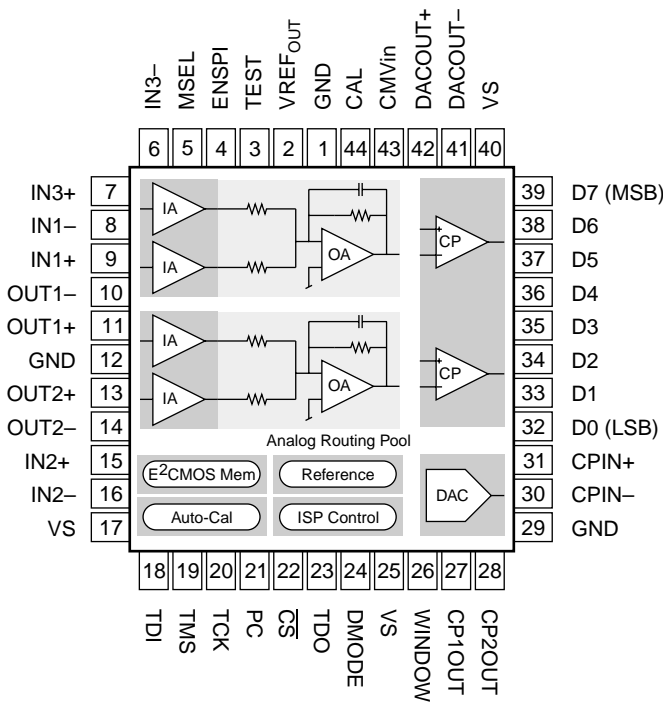 IN3–
MSEL
ENSPI
TEST
VREFOUT
GND
CAL
CMVin
DACOUT+
DACOUT–
VS
6 5 4 3 2 1 44 43 42 41 40
IN3+ 7
IN1– 8
IN1+ 9
OUT1– 10
OUT1+ 11
GND 12
OUT2+ 13
OUT2– 14
IN2+ 15
IN2– 16
VS 17
IA
IA
OA
CP
IA
IA
OA
CP
Analog Routing Pool
E2CMOS Mem
Reference
Auto-Cal
ISP Control
DAC
39 D7 (MSB)
38 D6
37 D5
36 D4
35 D3
34 D2
33 D1
32 D0 (LSB)
31 CPIN+
30 CPIN–
29 GND
18 19 20 21 22 23 24 25 26 27 28
TDI
TMS
TCK
PC
CS
TDO
DMODE
VS
WINDOW
CP1OUT
CP2OUT